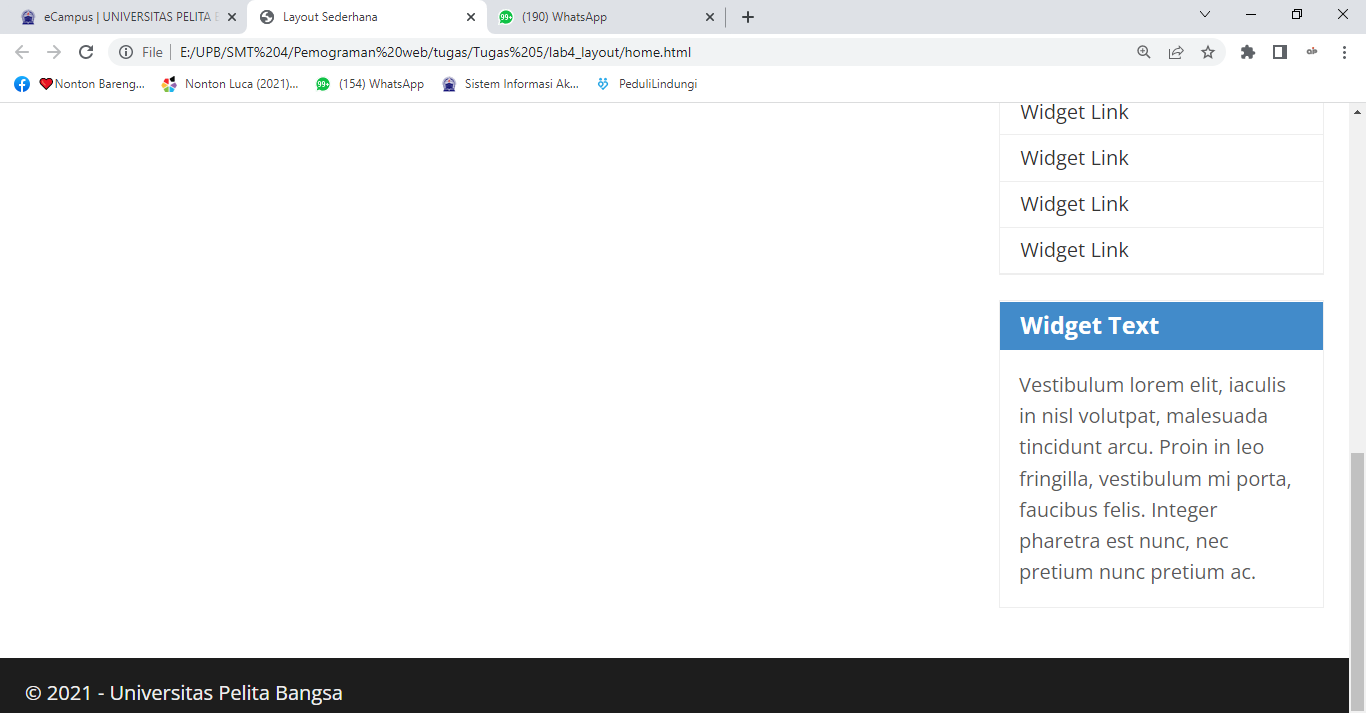 eCampus | UNIVERSITAS PELITA
Layout Sederhana
99+ (190) WhatsApp
File | E:/UPB/SMT%204/Pemograman%20web/tugas/Tugas%205/lab4_layout/home.html
Nonton Bareng...
Nonton Luca (2021)...
99+ (154) WhatsApp
Sistem Informasi Ak...
PeduliLindungi
Widget Link
Widget Link
Widget Link
Widget Link
Widget Text
Vestibulum lorem elit, iaculis
in nisl volutpat, malesuada
tincidunt arcu. Proin in leo
fringilla, vestibulum mi porta,
faucibus felis. Integer
pharetra est nunc, nec
pretium nunc pretium ac.
© 2021 - Universitas Pelita Bangsa